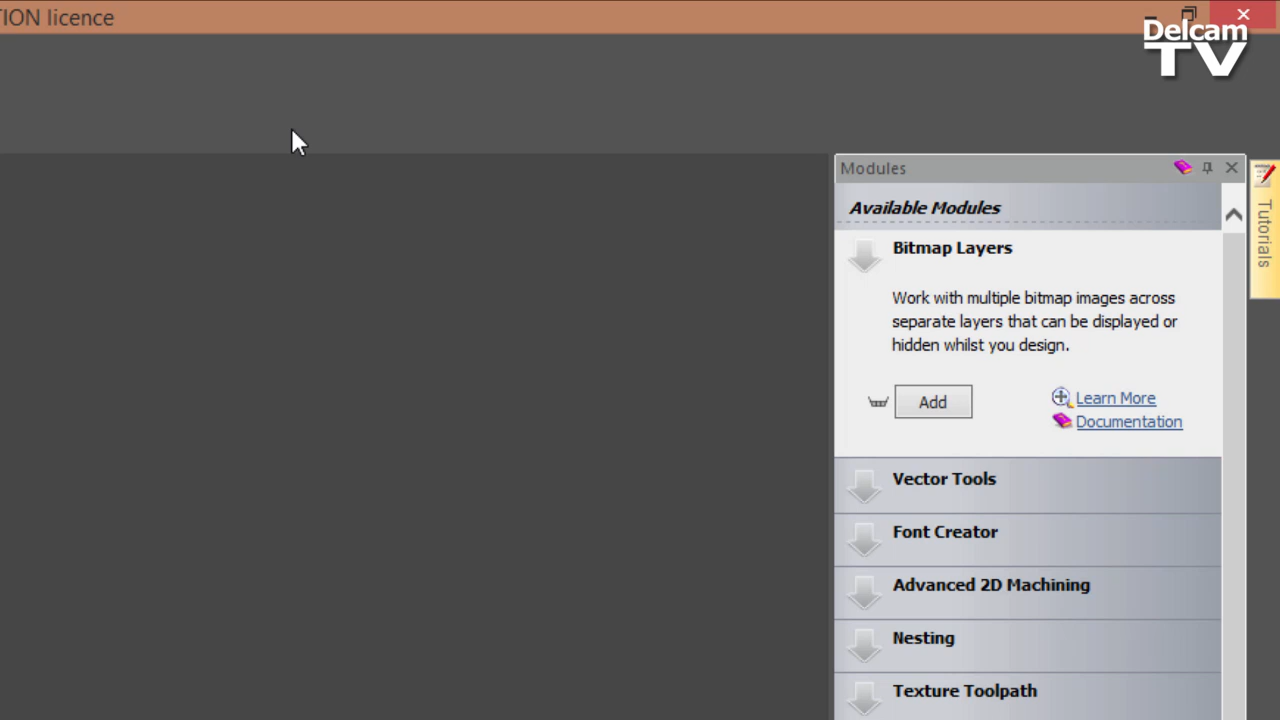 TION licence
Delcam
TV
Modules
Available Modules
Bitmap Layers
Work with multiple bitmap images across
separate layers that can be displayed or
hidden whilst you design.
Add
Learn More
Documentation
Vector Tools
Font Creator
Advanced 2D Machining
Nesting
Texture Toolpath
Tutorials